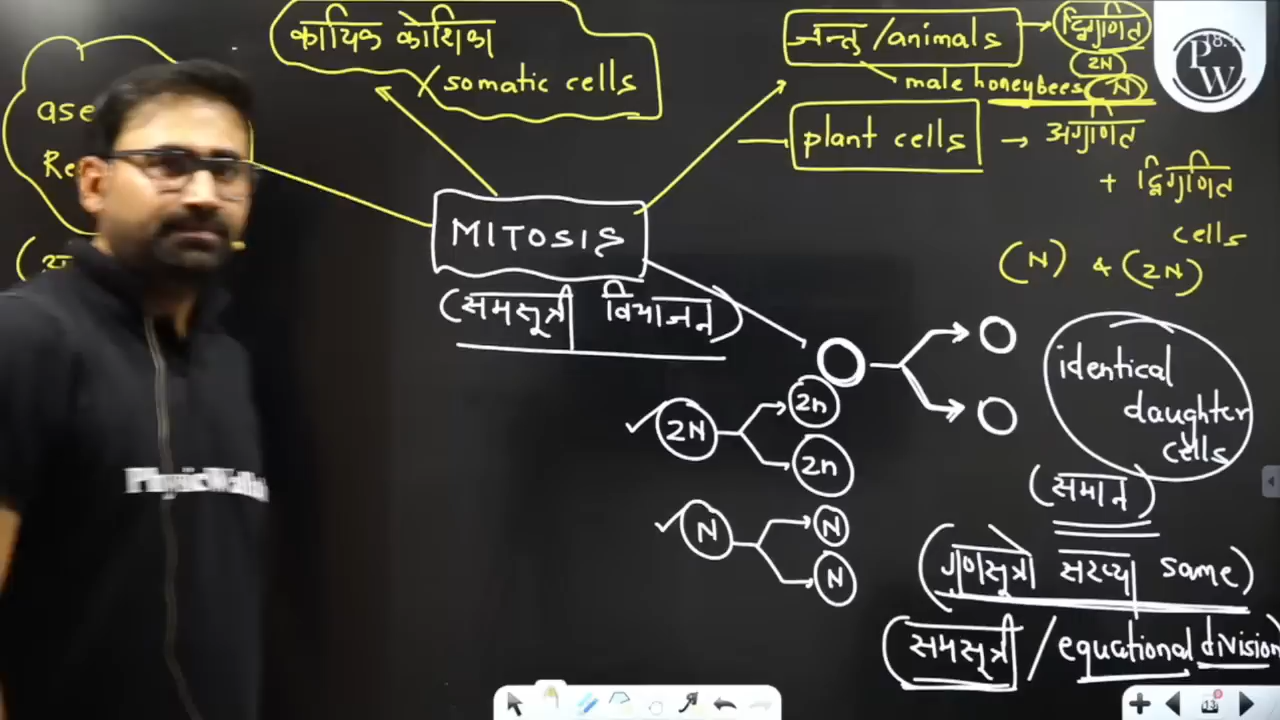 कायिक कोशिका
/somatic cells
जन्तु/animals
द्विगुणित
2N
male honeybees N
plant cells
अगुणित
+ द्विगुणित
cells
(N) & (2N)
PW
MITOSIS
(समसूत्री विभाजन)
identical
daughter
cells
(समान)
2N
2n
2n
N
N
N
(गुणसूत्रो संख्या same)
(समसूत्री / equational division